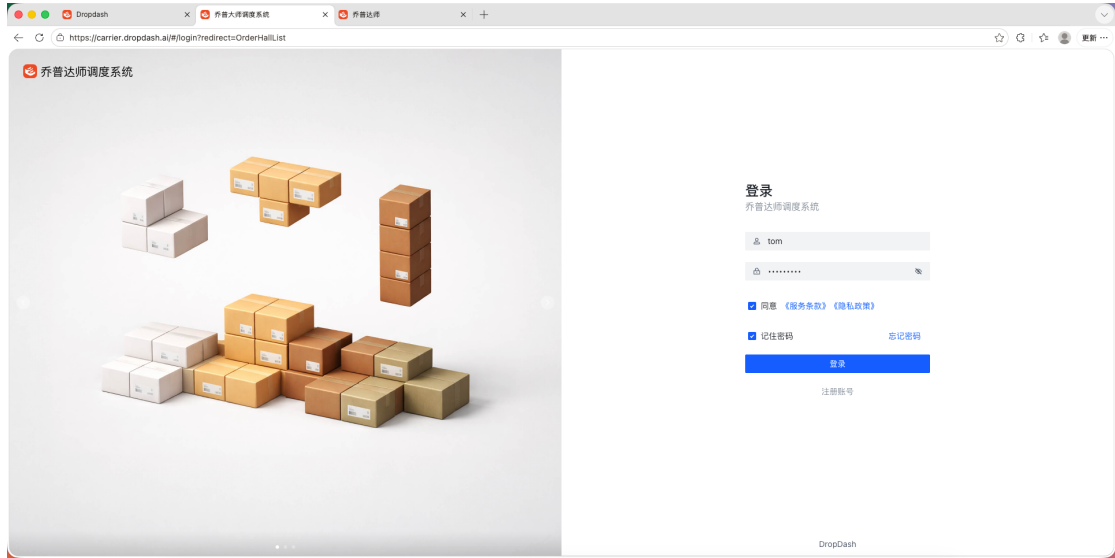 Dropdash
乔普大师调度系统
乔普达师
https://carrier.dropdash.ai/#/login?redirect=OrderHallList
更新 ···
乔普达师调度系统
登录
乔普达师调度系统
tom
·········
同意 《服务条款》《隐私政策》
记住密码
忘记密码
登录
注册账号
DropDash